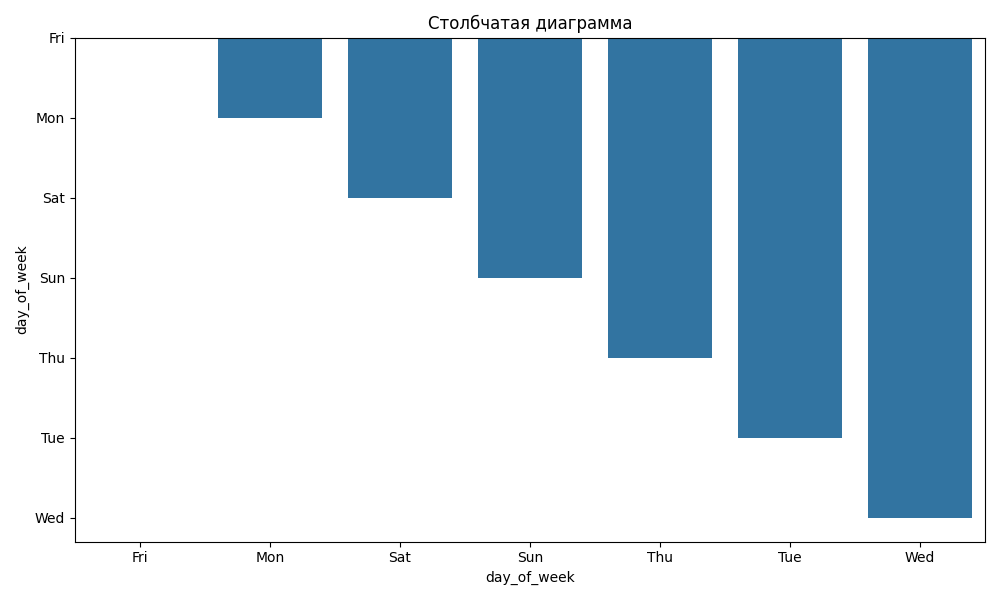 Столбчатая диаграмма
Fri
Mon
Sat
Sun
Thu
Tue
Wed
day_of_week
Fri Mon Sat Sun Thu Tue Wed
day_of_week